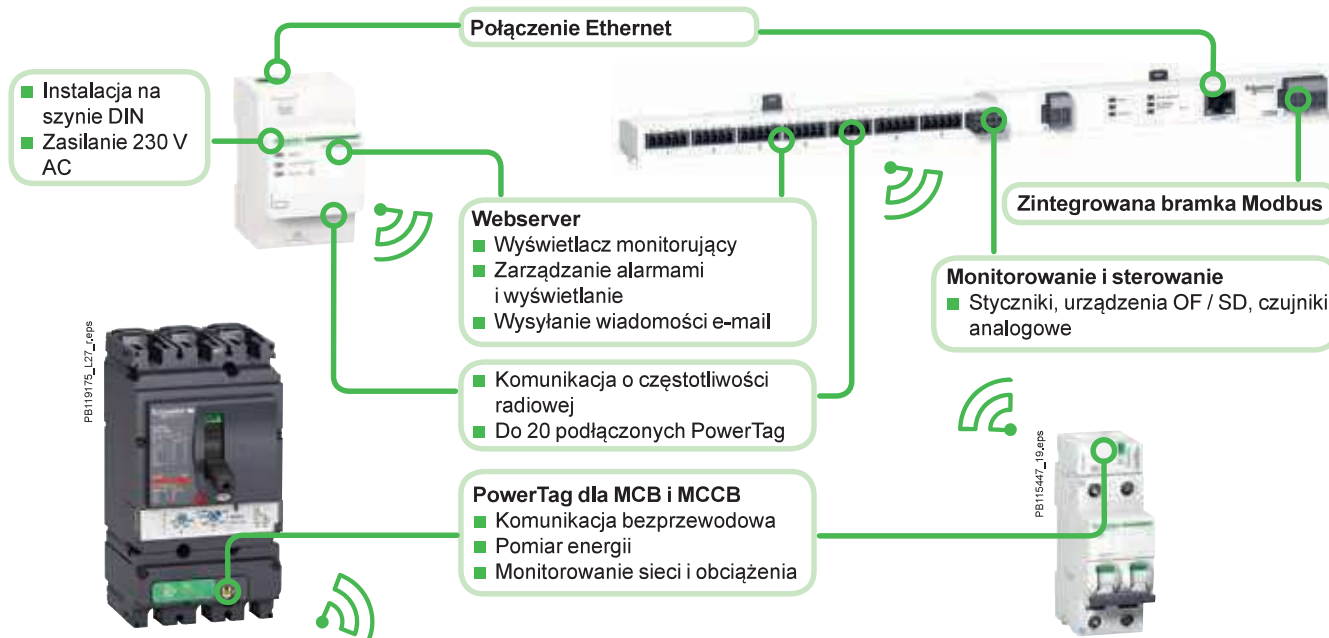 Połączenie Ethernet
■ Instalacja na
szynie DIN
■ Zasilanie 230 V
AC
Zintegrowana bramka Modbus
Webserver
■ Wyświetlacz monitorujący
■ Zarządzanie alarmami
i wyświetlanie
■ Wysyłanie wiadomości e-mail
Monitorowanie i sterowanie
■ Styczniki, urządzenia OF / SD, czujniki
analogowe
■ Komunikacja o częstotliwości
radiowej
■ Do 20 podłączonych PowerTag
PowerTag dla MCB i MCCB
■ Komunikacja bezprzewodowa
■ Pomiar energii
■ Monitorowanie sieci i obciążenia
PB119175_L27_r.eps
PB115447_19.eps